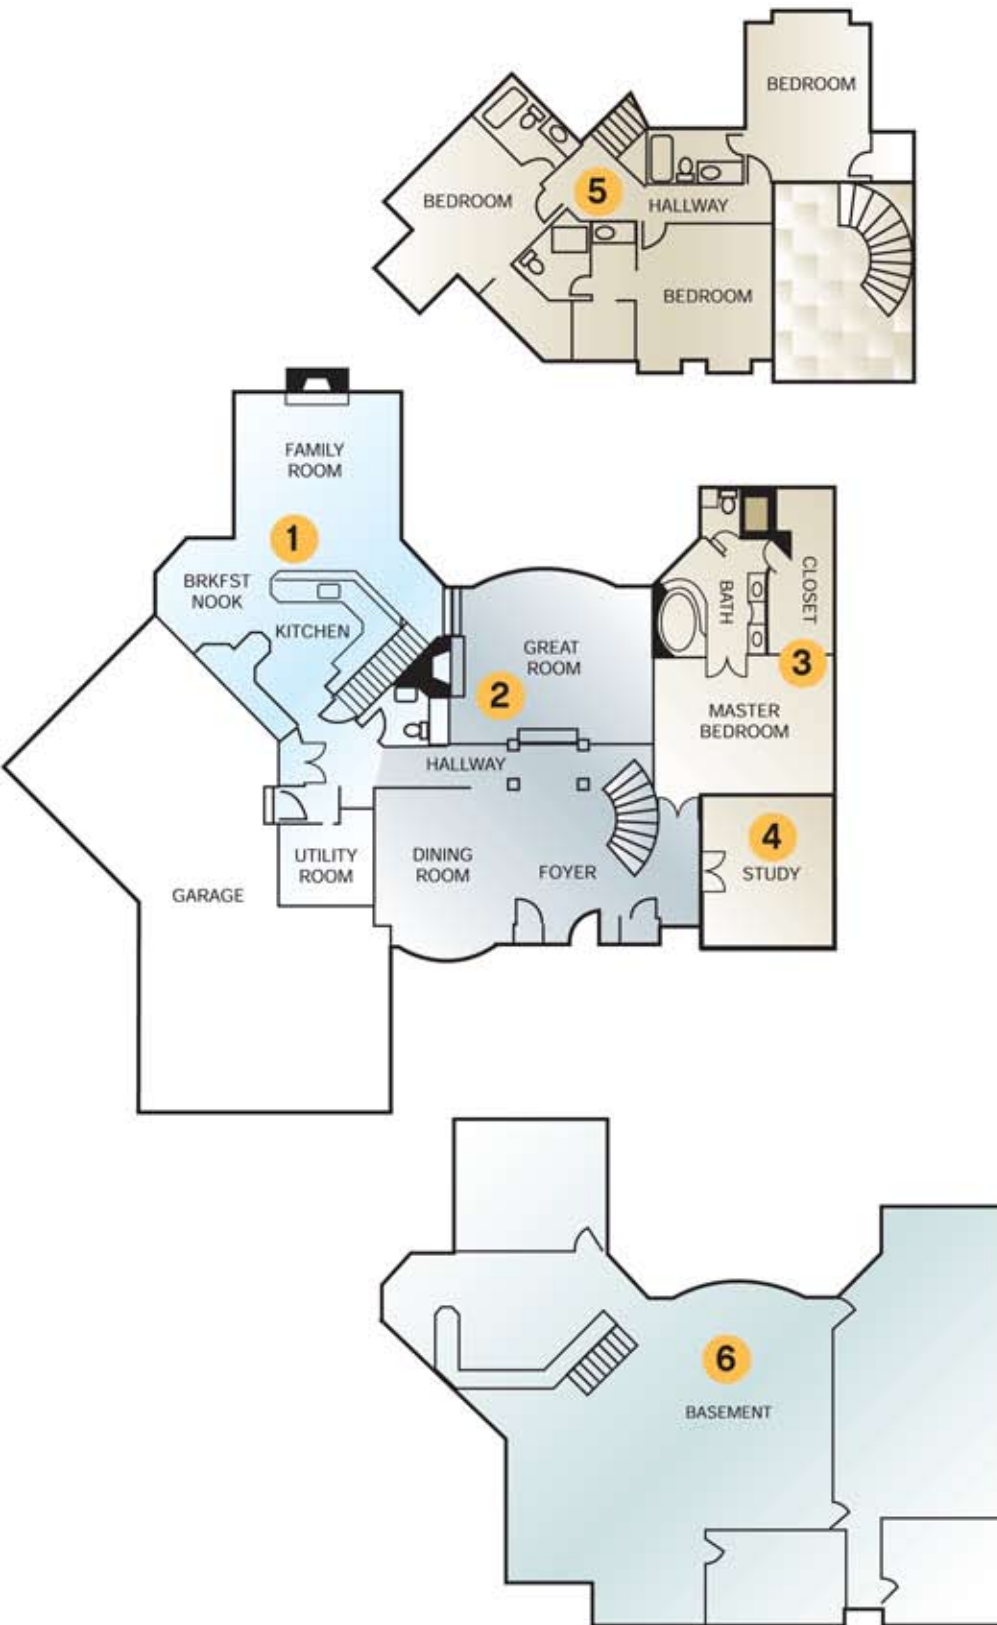 BEDROOM
BEDROOM
5
HALLWAY
BEDROOM
FAMILY
ROOM
1
BRKFST
NOOK
KITCHEN
GREAT
ROOM
2
BATH
CLOSET
3
MASTER
BEDROOM
HALLWAY
4
STUDY
UTILITY
ROOM
DINING
ROOM
FOYER
GARAGE
6
BASEMENT